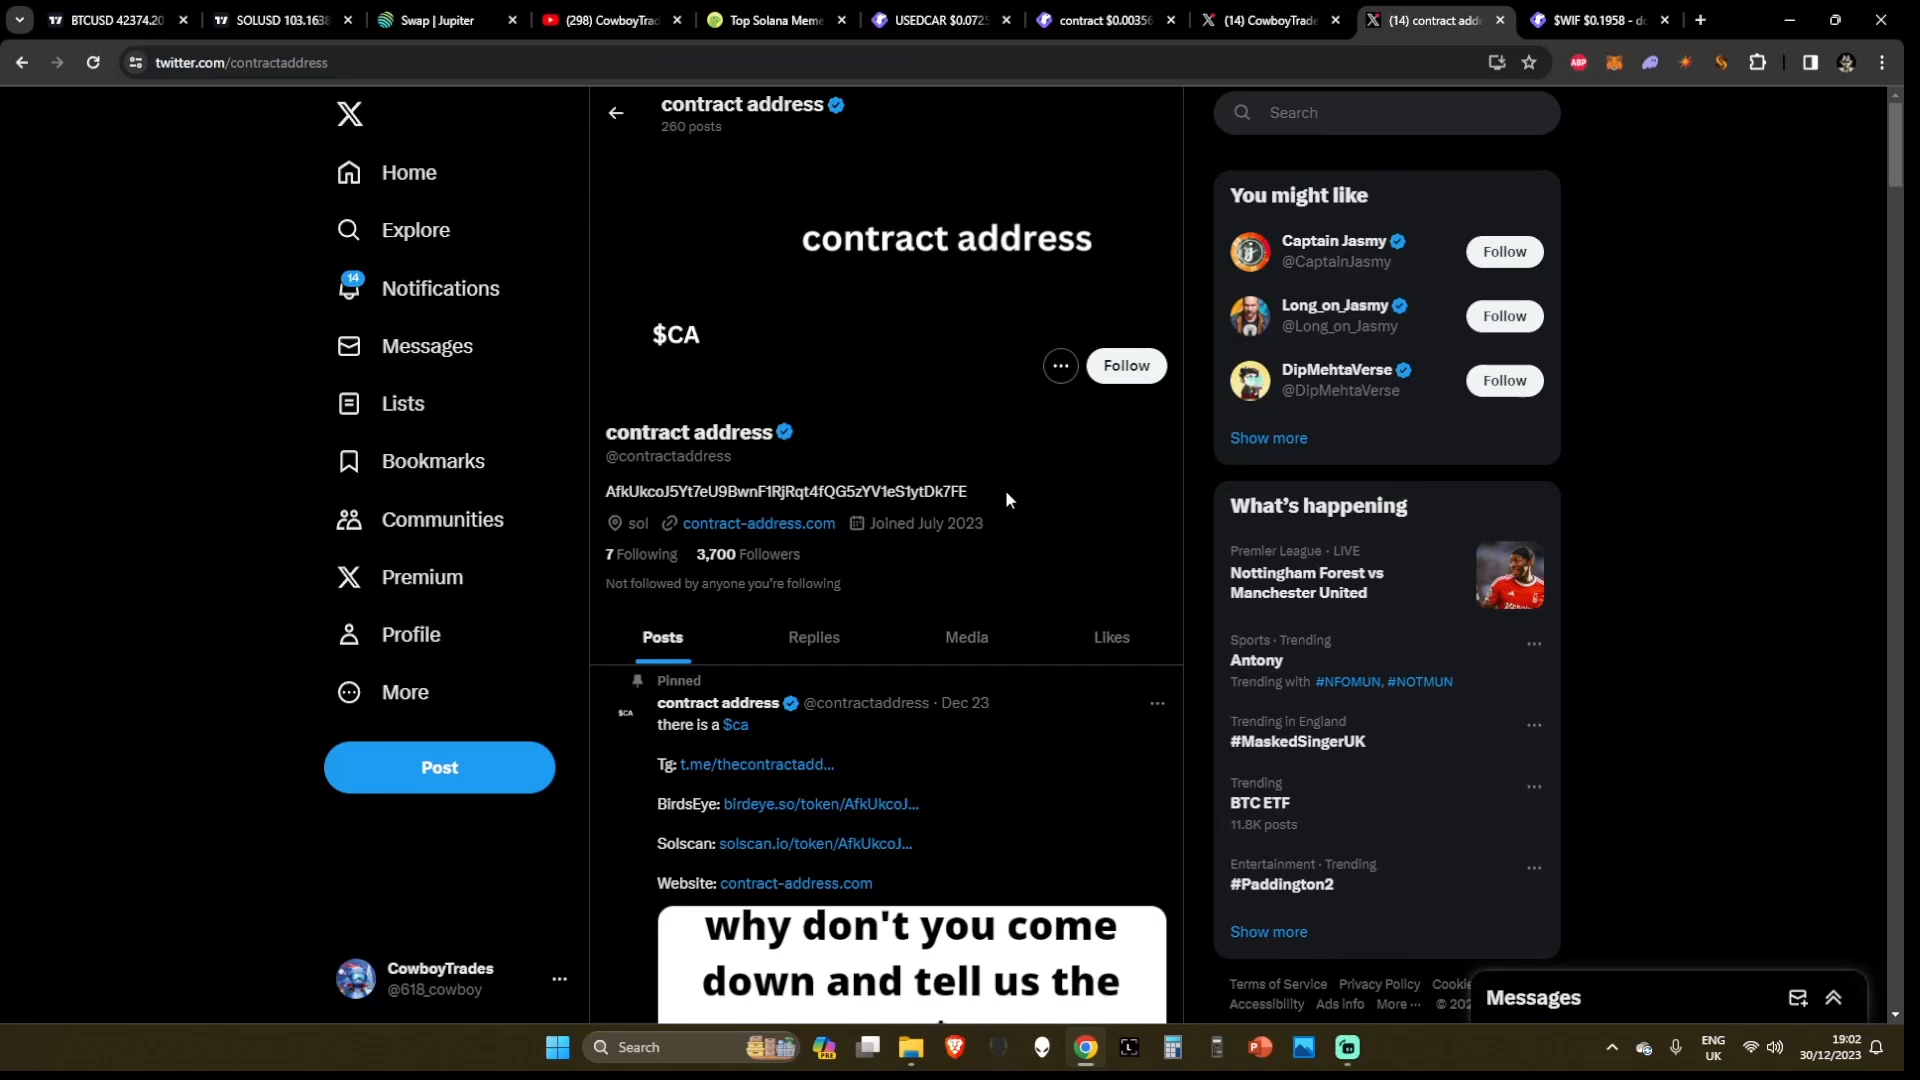 BTCUSD 42374.20
SOLUSD 103.1638
Swap | Jupiter
(298) CowboyTrad
Top Solana Meme
USEDCAR $0.0725
contract $0.00356
(14) CowboyTrade
(14) contract add
$WIF $0.1958 - d
twitter.com/contractaddress
ABP
X
Home
Explore
14
Notifications
Messages
Lists
Bookmarks
Communities
Premium
Profile
More
Post
CowboyTrades
@618_cowboy
contract address
260 posts
contract address
$CA
Follow
contract address
@contractaddress
AfkUkcoJ5Yt7eU9BwnF1RjRqt4fQG5zYV1eS1ytDk7FE
sol contract-address.com Joined July 2023
7 Following 3,700 Followers
Not followed by anyone you're following
Posts Replies Media Likes
Pinned
$CA
contract address @contractaddress · Dec 23
there is a $ca
Tg: t.me/thecontractadd...
BirdsEye: birdeye.so/token/AfkUkcoJ...
Solscan: solscan.io/token/AfkUkcoJ...
Website: contract-address.com
why don't you come
down and tell us the
Search
You might like
Captain Jasmy
@CaptainJasmy
Follow
Long_on_Jasmy
@Long_on_Jasmy
Follow
DipMehtaVerse
@DipMehtaVerse
Follow
Show more
What's happening
Premier League · LIVE
Nottingham Forest vs
Manchester United
Sports · Trending
Antony
Trending with #NFOMUN, #NOTMUN
Trending in England
#MaskedSingerUK
Trending
BTC ETF
11.8K posts
Entertainment · Trending
#Paddington2
Show more
Terms of Service Privacy Policy Cookie
Accessibility Ads info More ··· © 202
Messages
Search
PRE
ENG
UK
19:02
30/12/2023